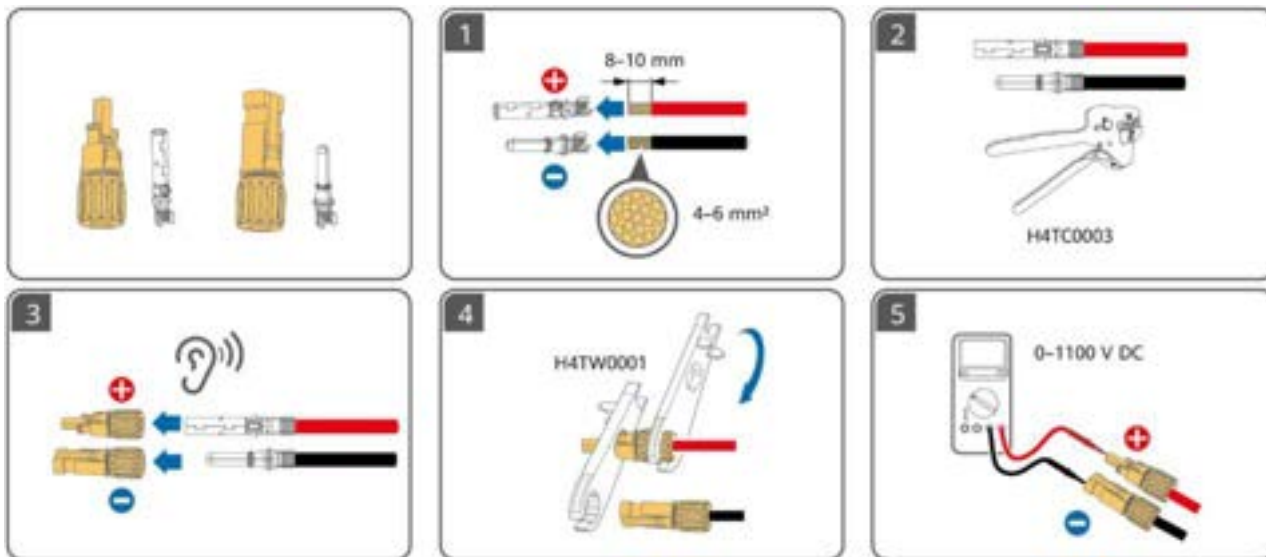 1
8–10 mm
+
−
4–6 mm²
2
H4TC0003
3
+
−
4
H4TW0001
5
0–1100 V DC
+
−